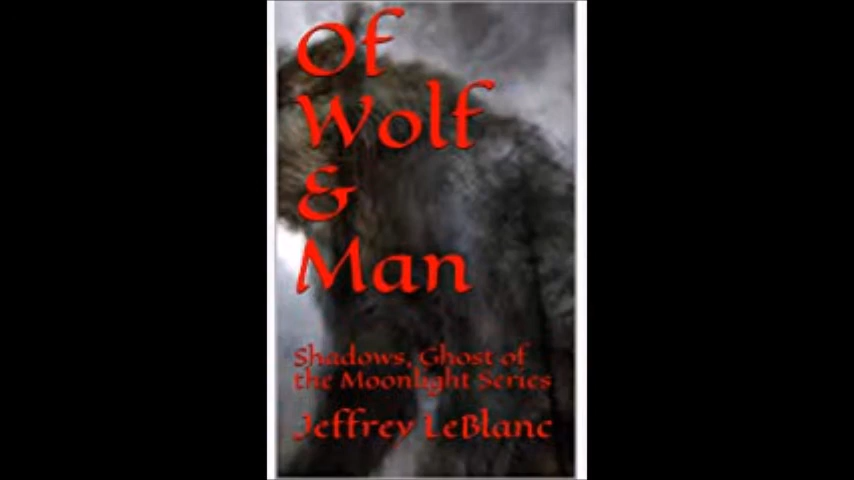 Of
Wolf
&
Man
Shadows, Ghost of
the Moonlight Series
Jeffrey LeBlanc